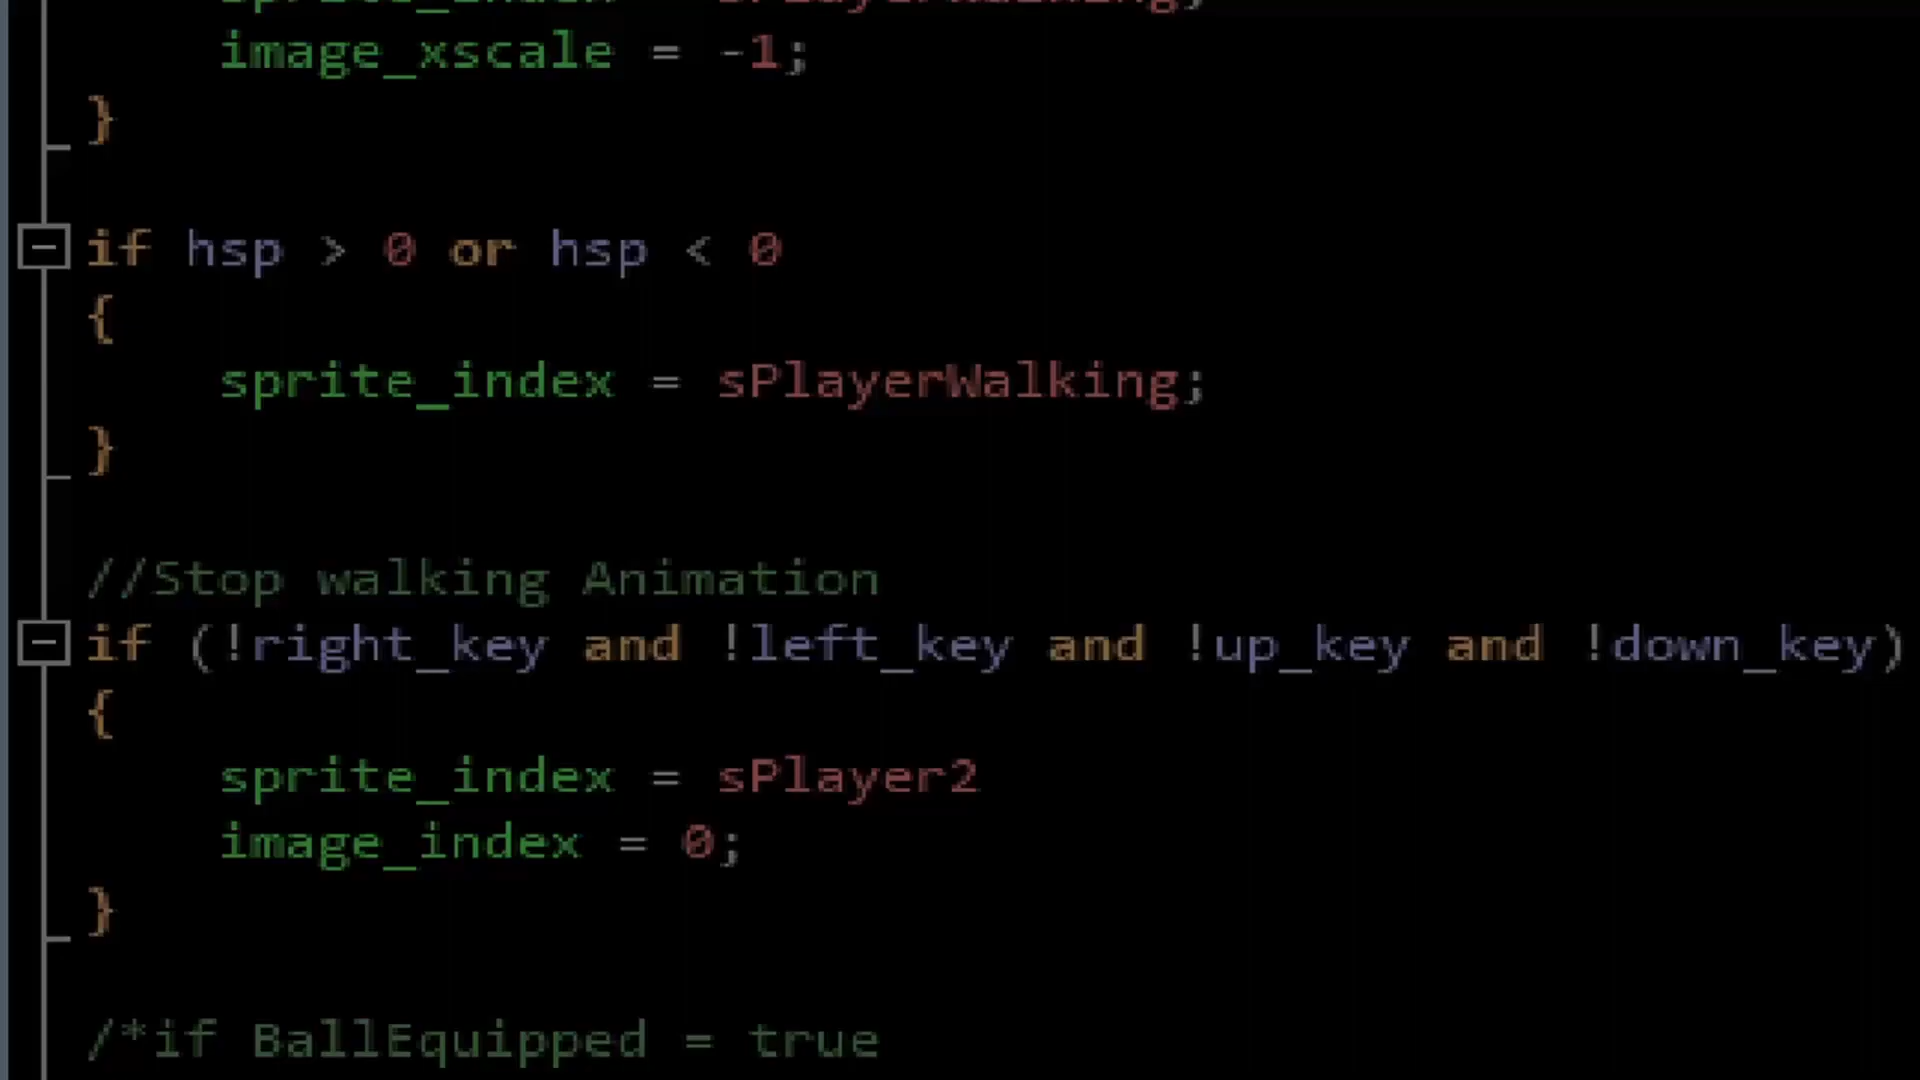 image_xscale = -1;
}
if hsp > 0 or hsp < 0
{
sprite_index = sPlayerWalking;
}
//Stop walking Animation
if (!right_key and !left_key and !up_key and !down_key)
{
sprite_index = sPlayer2
image_index = 0;
}
/*if BallEquipped = true